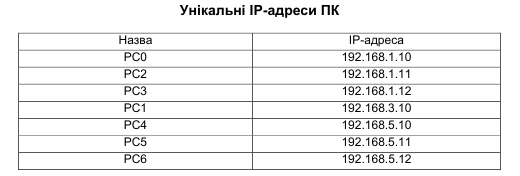 Унікальні IP-адреси ПК
Назва IP-адреса
PC0 192.168.1.10
PC2 192.168.1.11
PC3 192.168.1.12
PC1 192.168.3.10
PC4 192.168.5.10
PC5 192.168.5.11
PC6 192.168.5.12